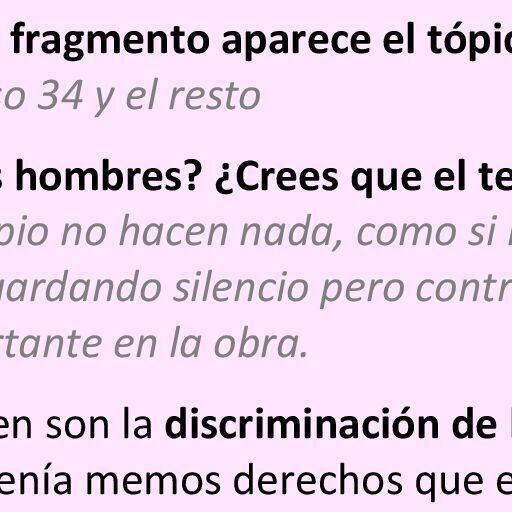 fragmento aparece el tópic
so 34 y el resto
s hombres? ¿Crees que el te
pio no hacen nada, como si
uardando silencio pero contr
rtante en la obra.
en son la discriminación de
enía memos derechos que e